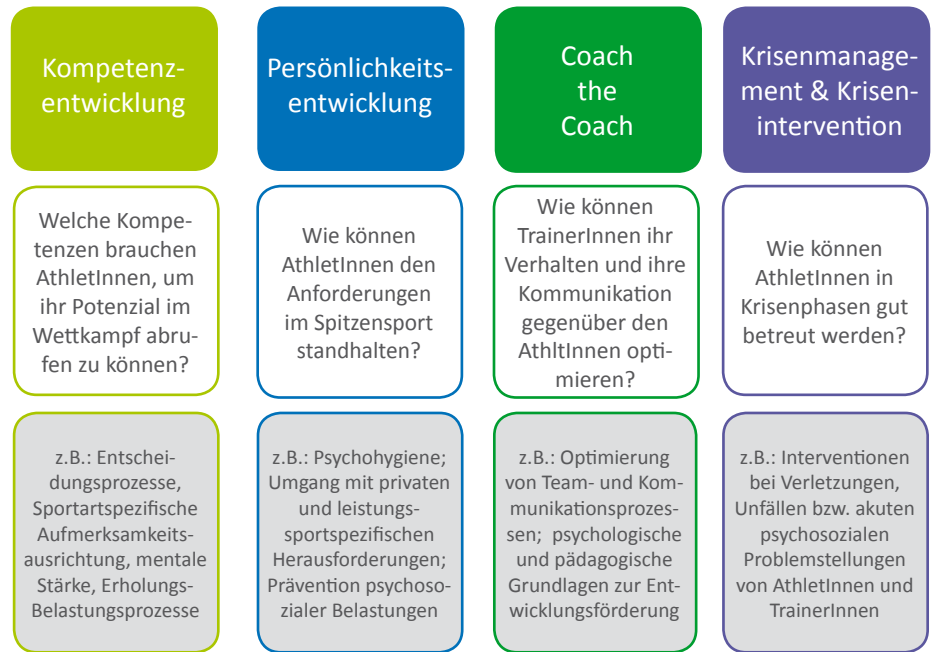 Kompetenz-
entwicklung
Persönlichkeits-
entwicklung
Coach
the
Coach
Krisenmanage-
ment & Krisen-
intervention
Welche Kompe-
tenzen brauchen
AthletInnen, um
ihr Potenzial im
Wettkampf abru-
fen zu können?
Wie können
AthletInnen den
Anforderungen
im Spitzensport
standhalten?
Wie können
TrainerInnen ihr
Verhalten und ihre
Kommunikation
gegenüber den
AthltInnen opti-
mieren?
Wie können
AthletInnen in
Krisenphasen gut
betreut werden?
z.B.: Entschei-
dungsprozesse,
Sportartspezifische
Aufmerksamkeits-
ausrichtung, mentale
Stärke, Erholungs-
Belastungsprozesse
z.B.: Psychohygiene;
Umgang mit privaten
und leistungs-
sportspezifischen
Herausforderungen;
Prävention psychoso-
zialer Belastungen
z.B.: Optimierung
von Team- und Kom-
munikationsprozes-
sen; psychologische
und pädagogische
Grundlagen zur Ent-
wicklungsförderung
z.B.: Interventionen
bei Verletzungen,
Unfällen bzw. akuten
psychosozialen
Problemstellungen
von AthletInnen und
TrainerInnen